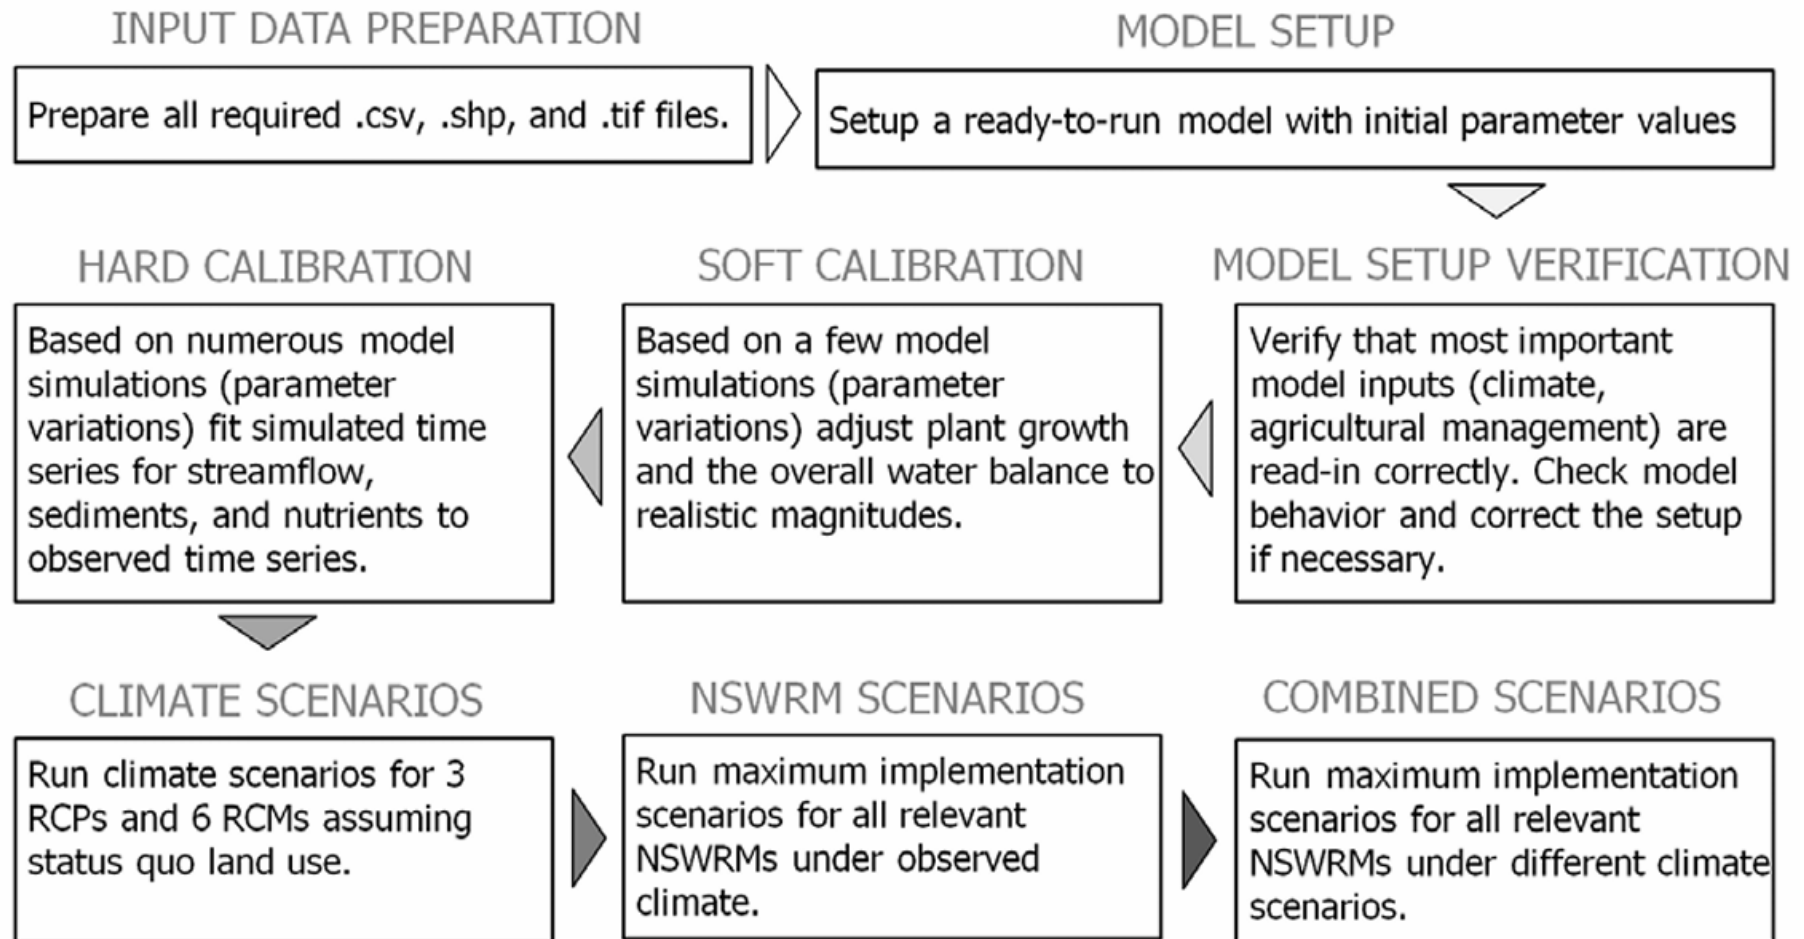 INPUT DATA PREPARATION
Prepare all required .csv, .shp, and .tif files.
MODEL SETUP
Setup a ready-to-run model with initial parameter values
MODEL SETUP VERIFICATION
Verify that most important
model inputs (climate,
agricultural management) are
read-in correctly. Check model
behavior and correct the setup
if necessary.
SOFT CALIBRATION
Based on a few model
simulations (parameter
variations) adjust plant growth
and the overall water balance to
realistic magnitudes.
HARD CALIBRATION
Based on numerous model
simulations (parameter
variations) fit simulated time
series for streamflow,
sediments, and nutrients to
observed time series.
CLIMATE SCENARIOS
Run climate scenarios for 3
RCPs and 6 RCMs assuming
status quo land use.
NSWRM SCENARIOS
Run maximum implementation
scenarios for all relevant
NSWRMs under observed
climate.
COMBINED SCENARIOS
Run maximum implementation
scenarios for all relevant
NSWRMs under different climate
scenarios.